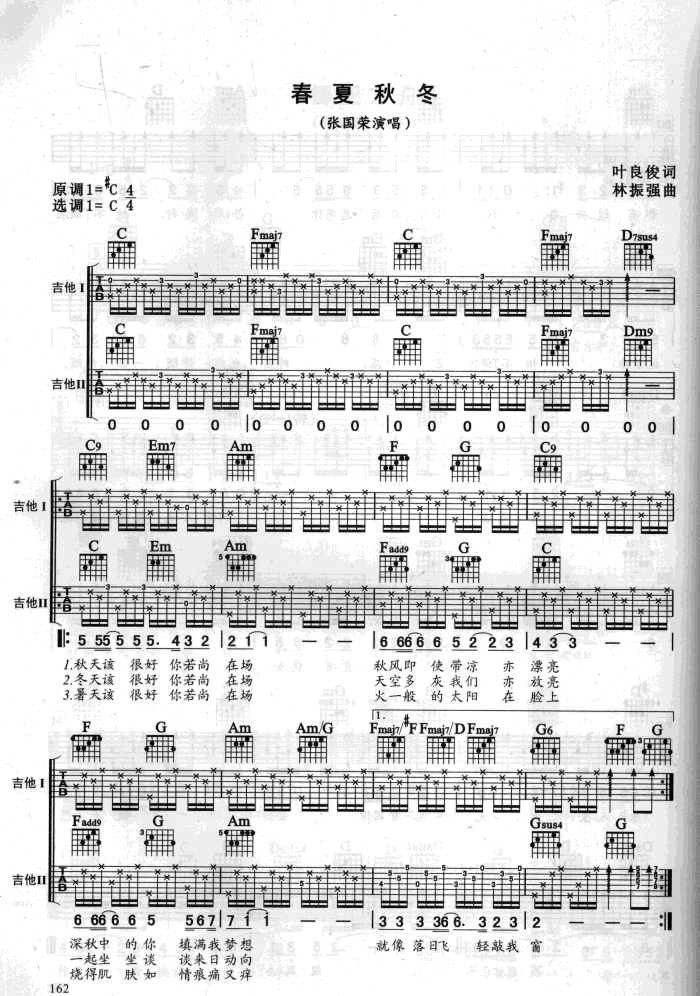 春夏秋冬
(张国荣演唱)
叶良俊词
原调1=#C 4/4
林振强曲
选调1=C 4/4
C Fmaj7 C Fmaj7 D7sus4
吉他 I
C Fmaj7 C Fmaj7 Dm9
吉他II
0 0 0 0 | 0 0 0 0 | 0 0 0 0 | 0 0 0 0 0 0
C9 Em7 Am F G C9
吉他 I
C Em Am Fadd9 G C
吉他II
5 55 5 5 5. 4 3 2 | 2 1 1 — — | 6 66 6 6 5 2 2 3 | 4 3 3 — —
1.秋天该 很好 你若尚 在场 秋风即 使带凉 亦 漂亮
2.冬天该 很好 你若尚 在场 天空多 灰我们 亦 放亮
3.暑天该 很好 你若尚 在场 火一般 的太阳 在 脸上
1.
F G Am Am/G Fmaj7/#F Fmaj7/D Fmaj7 G6 F G
吉他 I
Fadd9 G Am Gsus4 G
吉他II
6 66 6 6 5 5 6 7 | 7 1 1 — — | 3 3 3 36 6. 3 2 3 | 2 — — —
深秋中 的你 填满我 梦想 就像 落日飞 轻敲我 窗
一起坐 坐谈 谈来日 动向
烧得肌 肤如 情痕痛 又痒
162